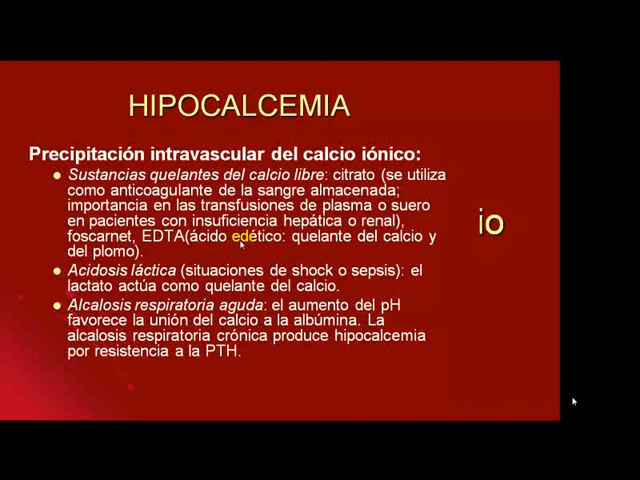 HIPOCALCEMIA
Precipitación intravascular del calcio iónico:
Sustancias quelantes del calcio libre: citrato (se utiliza
como anticoagulante de la sangre almacenada;
importancia en las transfusiones de plasma o suero
en pacientes con insuficiencia hepática o renal),
foscarnet, EDTA(ácido edético: quelante del calcio y
del plomo).
Acidosis láctica (situaciones de shock o sepsis): el
lactato actúa como quelante del calcio.
Alcalosis respiratoria aguda: el aumento del pH
favorece la unión del calcio a la albúmina. La
alcalosis respiratoria crónica produce hipocalcemia
por resistencia a la PTH.
io